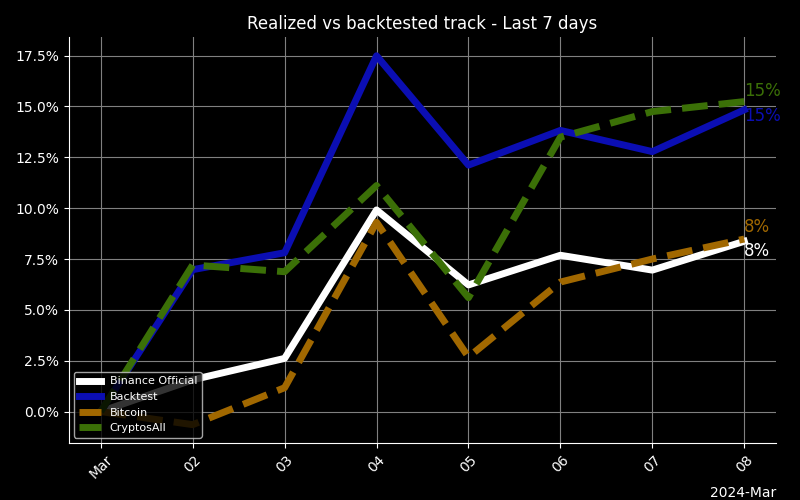 Realized vs backtested track - Last 7 days
17.5%
15.0%
12.5%
10.0%
7.5%
5.0%
2.5%
0.0%
15%
15%
8%
8%
Binance Official
Backtest
Bitcoin
CryptosAll
Mar
02
03
04
05
06
07
08
2024-Mar